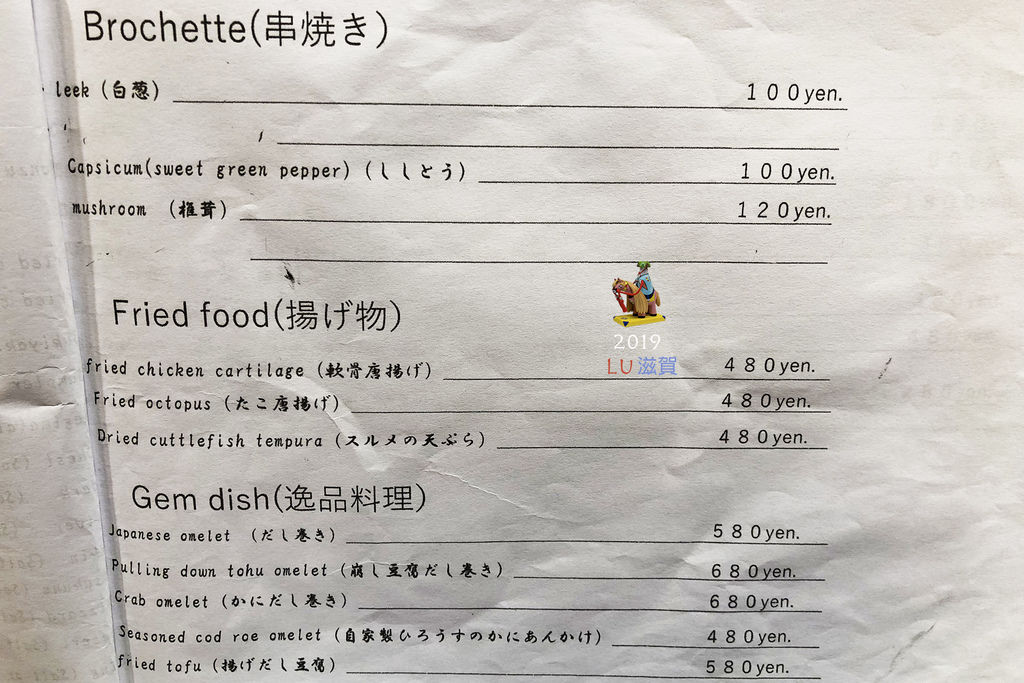 Brochette(串焼き)
leek (白葱) 100yen.
Capsicum(sweet green pepper) (ししとう) 100yen.
mushroom (椎茸) 120yen.
Fried food(揚げ物)
2019
LU滋賀
fried chicken cartilage (軟骨唐揚げ) 480yen.
Fried octopus (たこ唐揚げ) 480yen.
Dried cuttlefish tempura (スルメの天ぷら) 480yen.
Gem dish(逸品料理)
Japanese omelet (だし巻き) 580yen.
Pulling down tohu omelet (崩し豆腐だし巻き) 680yen.
Crab omelet (かにだし巻き) 680yen.
Seasoned cod roe omelet (自家製ひろうすのかにあんかけ) 480yen.
fried tofu (揚げだし豆腐) 580yen.